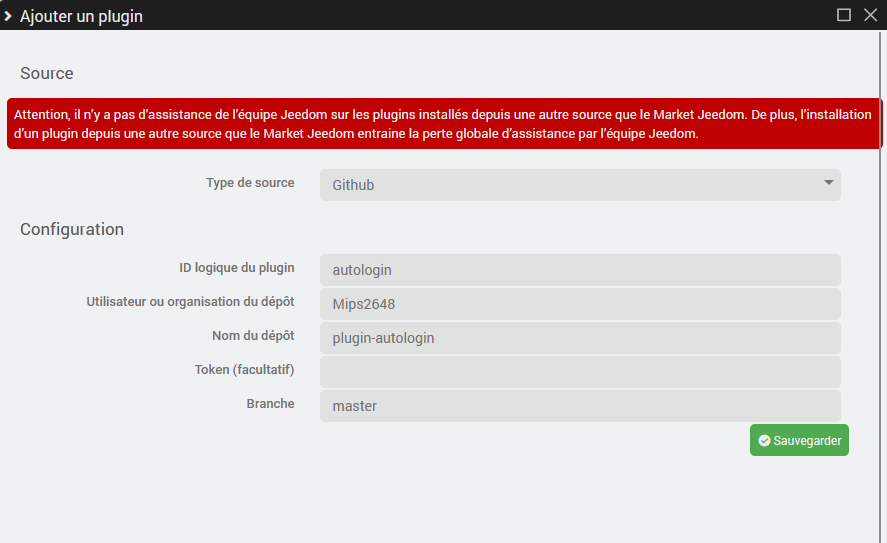 Ajouter un plugin
Source
Attention, il n’y a pas d’assistance de l’équipe Jeedom sur les plugins installés depuis une autre source que le Market Jeedom. De plus, l’installation
d’un plugin depuis une autre source que le Market Jeedom entraine la perte globale d’assistance par l’équipe Jeedom.
Type de source Github
Configuration
ID logique du plugin autologin
Utilisateur ou organisation du dépôt Mips2648
Nom du dépôt plugin-autologin
Token (facultatif)
Branche master
Sauvegarder